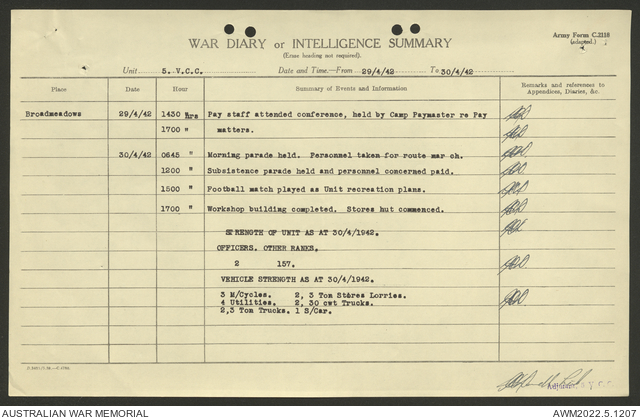 Army Form C.2118
(adapted.)
WAR DIARY or INTELLIGENCE SUMMARY
(Erase heading not required).
Unit 5. V.C.C. Date and Time.—From 29/4/42 To 30/4/42
Place Date Hour Summary of Events and Information Remarks and references to Appendices, Diaries, &c.
Broadmeadows 29/4/42 1430 Hrs Pay staff attended conference, held by Camp Paymaster re Pay
1700 " matters.
30/4/42 0645 " Morning parade held. Personnel taken for route mar ch.
1200 " Subsistence parade held and personnel concerned paid.
1500 " Football match played as Unit recreation plans.
1700 " Workshop building completed. Stores hut commenced.
STRENGTH OF UNIT AS AT 30/4/1942.
OFFICERS. OTHER RANKS.
2 157.
VEHICLE STRENGTH AS AT 30/4/1942.
3 M/Cycles. 2, 3 Ton Stores Lorries.
4 Utilities. 2, 30 cwt Trucks.
2,3 Ton Trucks. 1 S/Car.
AUSTRALIAN WAR MEMORIAL
AWM2022.5.1207